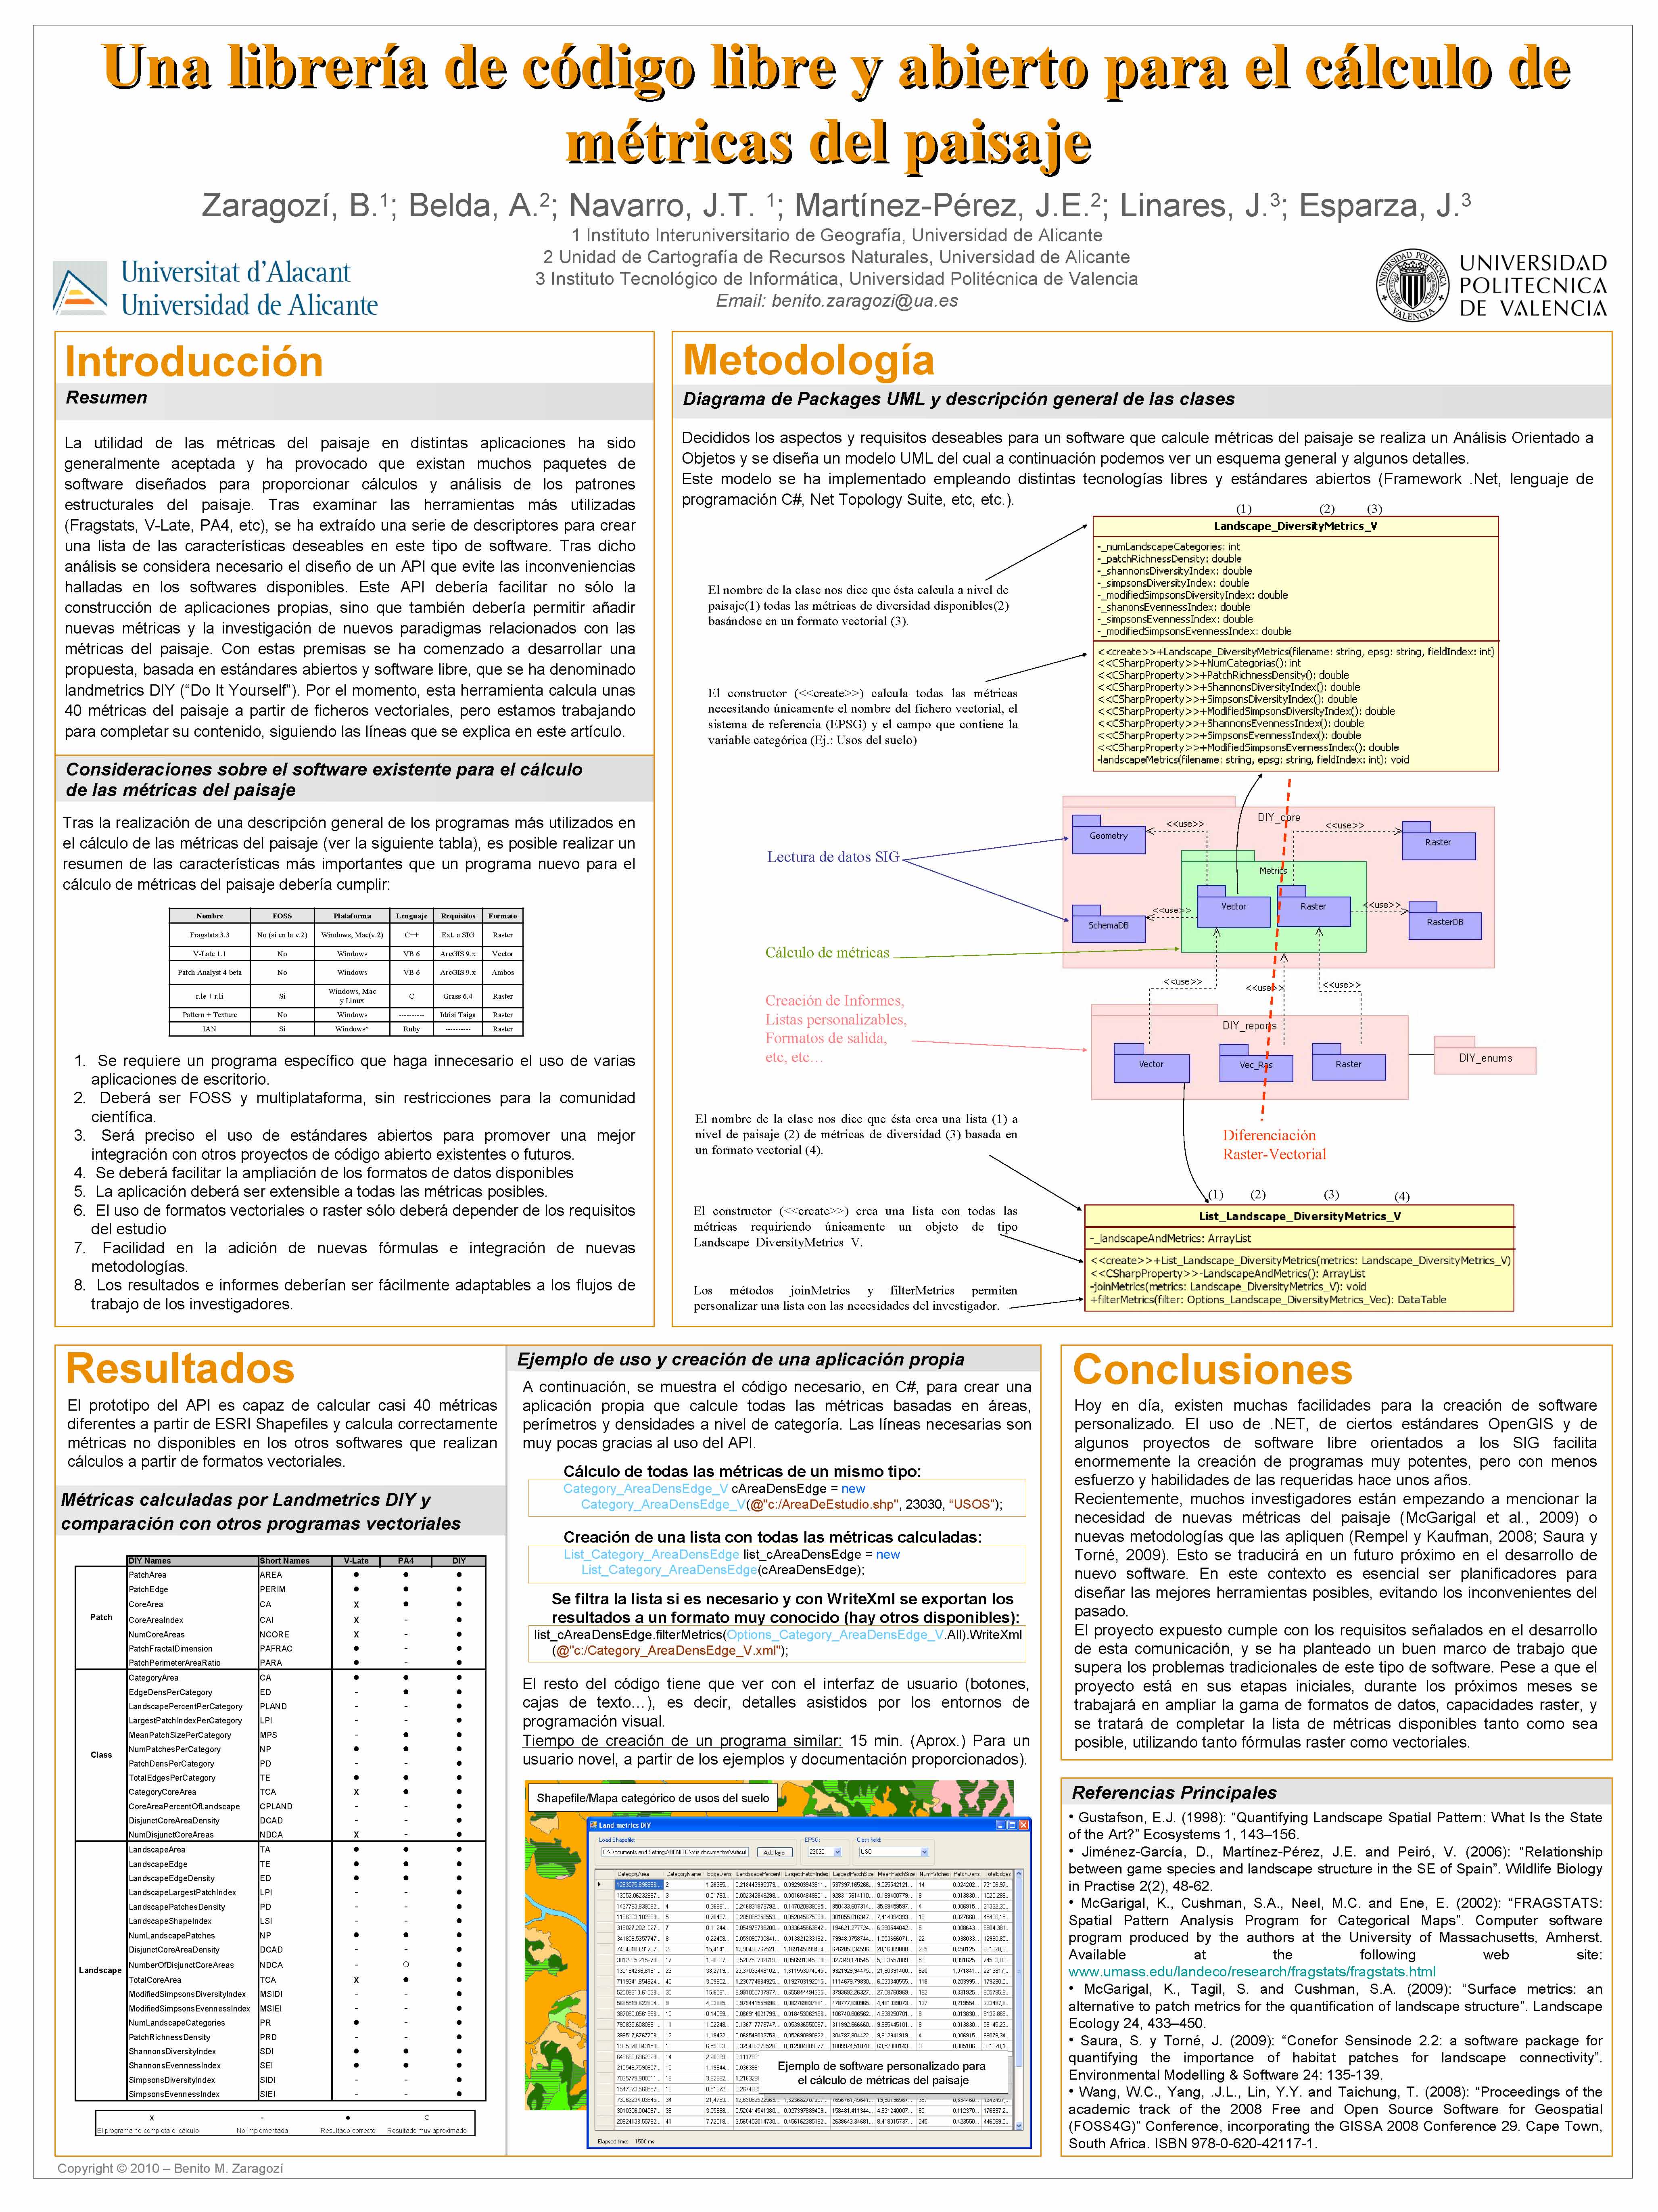 Una librería de código libre y abierto para el cálculo de
métricas del paisaje
Zaragozí, B.1; Belda, A.2; Navarro, J.T. 1; Martínez-Pérez, J.E.2; Linares, J.3; Esparza, J.3
1 Instituto Interuniversitario de Geografía, Universidad de Alicante
2 Unidad de Cartografía de Recursos Naturales, Universidad de Alicante
3 Instituto Tecnológico de Informática, Universidad Politécnica de Valencia
Email: benito.zaragozi@ua.es
Universitat d'Alacant
Universidad de Alicante
UNIVERSIDAD
POLITECNICA
DE VALENCIA
Introducción
Resumen
La utilidad de las métricas del paisaje en distintas aplicaciones ha sido
generalmente aceptada y ha provocado que existan muchos paquetes de
software diseñados para proporcionar cálculos y análisis de los patrones
estructurales del paisaje. Tras examinar las herramientas más utilizadas
(Fragstats, V-Late, PA4, etc), se ha extraído una serie de descriptores para crear
una lista de las características deseables en este tipo de software. Tras dicho
análisis se considera necesario el diseño de un API que evite las inconveniencias
halladas en los softwares disponibles. Este API debería facilitar no sólo la
construcción de aplicaciones propias, sino que también debería permitir añadir
nuevas métricas y la investigación de nuevos paradigmas relacionados con las
métricas del paisaje. Con estas premisas se ha comenzado a desarrollar una
propuesta, basada en estándares abiertos y software libre, que se ha denominado
landmetrics DIY (“Do It Yourself”). Por el momento, esta herramienta calcula unas
40 métricas del paisaje a partir de ficheros vectoriales, pero estamos trabajando
para completar su contenido, siguiendo las líneas que se explica en este artículo.
Consideraciones sobre el software existente para el cálculo
de las métricas del paisaje
Tras la realización de una descripción general de los programas más utilizados en
el cálculo de las métricas del paisaje (ver la siguiente tabla), es posible realizar un
resumen de las características más importantes que un programa nuevo para el
cálculo de métricas del paisaje debería cumplir:
Nombre FOSS Plataforma Lenguaje Requisitos Formato
Fragstats 3.3 No (sí en la v.2) Windows, Mac(v.2) C++ Ext. a SIG Raster
V-Late 1.1 No Windows VB 6 ArcGIS 9.x Vector
Patch Analyst 4 beta No Windows VB 6 ArcGIS 9.x Ambos
r.le + r.li Si Windows, Mac y Linux C Grass 6.4 Raster
Pattern + Texture No Windows ---------- Idrisi Taiga Raster
IAN Si Windows* Ruby ---------- Raster
1. Se requiere un programa específico que haga innecesario el uso de varias
aplicaciones de escritorio.
2. Deberá ser FOSS y multiplataforma, sin restricciones para la comunidad
científica.
3. Será preciso el uso de estándares abiertos para promover una mejor
integración con otros proyectos de código abierto existentes o futuros.
4. Se deberá facilitar la ampliación de los formatos de datos disponibles
5. La aplicación deberá ser extensible a todas las métricas posibles.
6. El uso de formatos vectoriales o raster sólo deberá depender de los requisitos
del estudio
7. Facilidad en la adición de nuevas fórmulas e integración de nuevas
metodologías.
8. Los resultados e informes deberían ser fácilmente adaptables a los flujos de
trabajo de los investigadores.
Metodología
Diagrama de Packages UML y descripción general de las clases
Decididos los aspectos y requisitos deseables para un software que calcule métricas del paisaje se realiza un Análisis Orientado a
Objetos y se diseña un modelo UML del cual a continuación podemos ver un esquema general y algunos detalles.
Este modelo se ha implementado empleando distintas tecnologías libres y estándares abiertos (Framework .Net, lenguaje de
programación C#, Net Topology Suite, etc, etc.).
(1) (2) (3)
Landscape_DiversityMetrics_V
-_numLandscapeCategories: int
-_patchRichnessDensity: double
-_shannonsDiversityIndex: double
-_simpsonsDiversityIndex: double
-_modifiedSimpsonsDiversityIndex: double
-_shanonsEvennessIndex: double
-_simpsonsEvennessIndex: double
-_modifiedSimpsonsEvennessIndex: double
<<create>>+Landscape_DiversityMetrics(filename: string, epsg: string, fieldIndex: int)
<<CSharpProperty>>+NumCategorias(): int
<<CSharpProperty>>+PatchRichnessDensity(): double
<<CSharpProperty>>+ShannonsDiversityIndex(): double
<<CSharpProperty>>+SimpsonsDiversityIndex(): double
<<CSharpProperty>>+ModifiedSimpsonsDiversityIndex(): double
<<CSharpProperty>>+ShannonsEvennessIndex(): double
<<CSharpProperty>>+SimpsonsEvennessIndex(): double
<<CSharpProperty>>+ModifiedSimpsonsEvernnessIndex(): double
-landscapeMetrics(filename: string, epsg: string, fieldIndex: int): void
El nombre de la clase nos dice que ésta calcula a nivel de
paisaje(1) todas las métricas de diversidad disponibles(2)
basándose en un formato vectorial (3).
El constructor (<<create>>) calcula todas las métricas
necesitando únicamente el nombre del fichero vectorial, el
sistema de referencia (EPSG) y el campo que contiene la
variable categórica (Ej.: Usos del suelo)
DIY_core
Geometry
<<use>>
<<use>>
Raster
Metrics
Vector
Raster
SchemaDB
<<use>>
<<use>>
RasterDB
Lectura de datos SIG
Cálculo de métricas
Creación de Informes,
Listas personalizables,
Formatos de salida,
etc, etc…
<<use>>
<<use>>
<<use>>
DIY_reports
Vector
Vec_Ras
Raster
DIY_enums
Diferenciación
Raster-Vectorial
El nombre de la clase nos dice que ésta crea una lista (1) a
nivel de paisaje (2) de métricas de diversidad (3) basada en
un formato vectorial (4).
El constructor (<<create>>) crea una lista con todas las
métricas requiriendo únicamente un objeto de tipo
Landscape_DiversityMetrics_V.
Los métodos joinMetrics y filterMetrics permiten
personalizar una lista con las necesidades del investigador.
(1) (2) (3) (4)
List_Landscape_DiversityMetrics_V
-_landscapeAndMetrics: ArrayList
<<create>>+List_Landscape_DiversityMetrics(metrics: Landscape_DiversityMetrics_V)
<<CSharpProperty>>-LandscapeAndMetrics(): ArrayList
-joinMetrics(metrics: Landscape_DiversityMetrics_V): void
+filterMetrics(filter: Options_Landscape_DiversityMetrics_Vec): DataTable
Resultados
El prototipo del API es capaz de calcular casi 40 métricas
diferentes a partir de ESRI Shapefiles y calcula correctamente
métricas no disponibles en los otros softwares que realizan
cálculos a partir de formatos vectoriales.
Métricas calculadas por Landmetrics DIY y
comparación con otros programas vectoriales
DIY Names Short Names V-Late PA4 DIY
Patch
PatchArea AREA ● ● ●
PatchEdge PERIM ● ● ●
CoreArea CA X ● ●
CoreAreaIndex CAI X - ●
NumCoreAreas NCORE X - ●
PatchFractalDimension PAFRAC ● - ●
PatchPerimeterAreaRatio PARA ● - ●
Class
CategoryArea CA ● ● ●
EdgeDensPerCategory ED - ● ●
LandscapePercentPerCategory PLAND - - ●
LargestPatchIndexPerCategory LPI - - ●
MeanPatchSizePerCategory MPS - ● ●
NumPatchesPerCategory NP ● ● ●
PatchDensPerCategory PD - - ●
TotalEdgesPerCategory TE ● ● ●
CategoryCoreArea TCA X ● ●
CoreAreaPercentOfLandscape CPLAND - - ●
DisjunctCoreAreaDensity DCAD - - ●
NumDisjunctCoreAreas NDCA X - ●
Landscape
LandscapeArea TA ● ● ●
LandscapeEdge TE ● ● ●
LandscapeEdgeDensity ED ● ● ●
LandscapeLargestPatchIndex LPI - - ●
LandscapePatchesDensity PD - - ●
LandscapeShapeIndex LSI - - ●
NumLandscapePatches NP ● ● ●
DisjunctCoreAreaDensity DCAD - - ●
NumberOfDisjunctCoreAreas NDCA - ○ ●
TotalCoreArea TCA X ● ●
ModifiedSimpsonsDiversityIndex MSIDI - - ●
ModifiedSimpsonsEvennessIndex MSIEI - - ●
NumLandscapeCategories PR ● - ●
PatchRichnessDensity PRD - - ●
ShannonsDiversityIndex SDI ● ● ●
ShannonsEvennessIndex SEI ● ● ●
SimpsonsDiversityIndex SIDI - - ●
SimpsonsEvennessIndex SIEI - - ●
X - ● ○
El programa no completa el cálculo No implementada Resultado correcto Resultado muy aproximado
Ejemplo de uso y creación de una aplicación propia
A continuación, se muestra el código necesario, en C#, para crear una
aplicación propia que calcule todas las métricas basadas en áreas,
perímetros y densidades a nivel de categoría. Las líneas necesarias son
muy pocas gracias al uso del API.
Cálculo de todas las métricas de un mismo tipo:
Category_AreaDensEdge_V cAreaDensEdge = new
Category_AreaDensEdge_V(@"c:/AreaDeEstudio.shp", 23030, “USOS”);
Creación de una lista con todas las métricas calculadas:
List_Category_AreaDensEdge list_cAreaDensEdge = new
List_Category_AreaDensEdge(cAreaDensEdge);
Se filtra la lista si es necesario y con WriteXml se exportan los
resultados a un formato muy conocido (hay otros disponibles):
list_cAreaDensEdge.filterMetrics(Options_Category_AreaDensEdge_V.All).WriteXml
(@"c:/Category_AreaDensEdge_V.xml");
El resto del código tiene que ver con el interfaz de usuario (botones,
cajas de texto…), es decir, detalles asistidos por los entornos de
programación visual.
Tiempo de creación de un programa similar: 15 min. (Aprox.) Para un
usuario novel, a partir de los ejemplos y documentación proporcionados).
Shapefile/Mapa categórico de usos del suelo
Land-metrics DIY
Load Shapefile:
Add layer
EPSG:
23030
Class field:
USO
CategoryArea CategoryName EdgeDens LandscapePercent LargestPatchIndex LargestPatchSize MeanPatchSize NumPatches PatchDens TotalEdges
Ejemplo de software personalizado para
el cálculo de métricas del paisaje
Elapsed time: 1500 ms
Conclusiones
Hoy en día, existen muchas facilidades para la creación de software
personalizado. El uso de .NET, de ciertos estándares OpenGIS y de
algunos proyectos de software libre orientados a los SIG facilita
enormemente la creación de programas muy potentes, pero con menos
esfuerzo y habilidades de las requeridas hace unos años.
Recientemente, muchos investigadores están empezando a mencionar la
necesidad de nuevas métricas del paisaje (McGarigal et al., 2009) o
nuevas metodologías que las apliquen (Rempel y Kaufman, 2008; Saura y
Torné, 2009). Esto se traducirá en un futuro próximo en el desarrollo de
nuevo software. En este contexto es esencial ser planificadores para
diseñar las mejores herramientas posibles, evitando los inconvenientes del
pasado.
El proyecto expuesto cumple con los requisitos señalados en el desarrollo
de esta comunicación, y se ha planteado un buen marco de trabajo que
supera los problemas tradicionales de este tipo de software. Pese a que el
proyecto está en sus etapas iniciales, durante los próximos meses se
trabajará en ampliar la gama de formatos de datos, capacidades raster, y
se tratará de completar la lista de métricas disponibles tanto como sea
posible, utilizando tanto fórmulas raster como vectoriales.
Referencias Principales
• Gustafson, E.J. (1998): “Quantifying Landscape Spatial Pattern: What Is the State
of the Art?” Ecosystems 1, 143–156.
• Jiménez-García, D., Martínez-Pérez, J.E. and Peiró, V. (2006): “Relationship
between game species and landscape structure in the SE of Spain”. Wildlife Biology
in Practise 2(2), 48-62.
• McGarigal, K., Cushman, S.A., Neel, M.C. and Ene, E. (2002): “FRAGSTATS:
Spatial Pattern Analysis Program for Categorical Maps”. Computer software
program produced by the authors at the University of Massachusetts, Amherst.
Available at the following web site:
www.umass.edu/landeco/research/fragstats/fragstats.html
• McGarigal, K., Tagil, S. and Cushman, S.A. (2009): “Surface metrics: an
alternative to patch metrics for the quantification of landscape structure”. Landscape
Ecology 24, 433–450.
• Saura, S. y Torné, J. (2009): “Conefor Sensinode 2.2: a software package for
quantifying the importance of habitat patches for landscape connectivity”.
Environmental Modelling & Software 24: 135-139.
• Wang, W.C., Yang, .J.L., Lin, Y.Y. and Taichung, T. (2008): “Proceedings of the
academic track of the 2008 Free and Open Source Software for Geospatial
(FOSS4G)” Conference, incorporating the GISSA 2008 Conference 29. Cape Town,
South Africa. ISBN 978-0-620-42117-1.
Copyright © 2010 – Benito M. Zaragozí